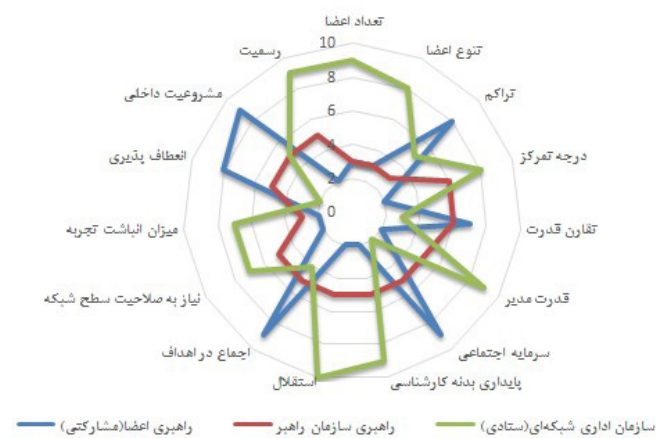 تعداد اعضا
تنوع اعضا
تراکم
درجه تمرکز
تقارن قدرت
قدرت مدیر
سرمایه اجتماعی
پایداری بدنه کارشناسی
استقلال
اجماع در اهداف
نیاز به صلاحیت سطح شبکه
میزان انباشت تجربه
انعطاف پذیری
مشروعیت داخلی
رسمیت
10
8
6
4
2
0
سازمان اداری شبکه‌ای(ستادی)
راهبری سازمان راهبر
راهبری اعضا(مشارکتی)